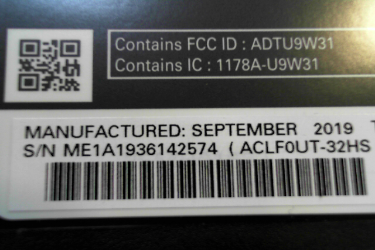 Contains FCC ID : ADTU9W31
Contains IC : 1178A-U9W31
MANUFACTURED: SEPTEMBER 2019
S/N ME1A1936142574 ( ACLF0UT-32HS